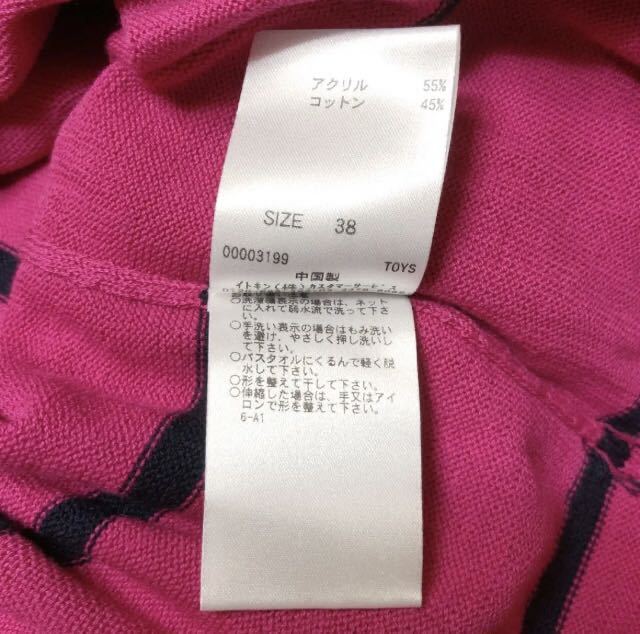 アクリル 55%
コットン 45%
SIZE 38
00003199 TOYS
中国製
イトキン(株)カスタマーサービス
○洗濯機表示の場合は、ネット
に入れて弱水流で洗って下さ
い。
○手洗い表示の場合はもみ洗い
を避け、やさしく押し洗いし
て下さい。
○バスタオルにくるんで軽く脱
水して下さい。
○形を整えて干して下さい。
○伸縮した場合は、手又はアイ
ロンで形を整えて下さい。
6-A1